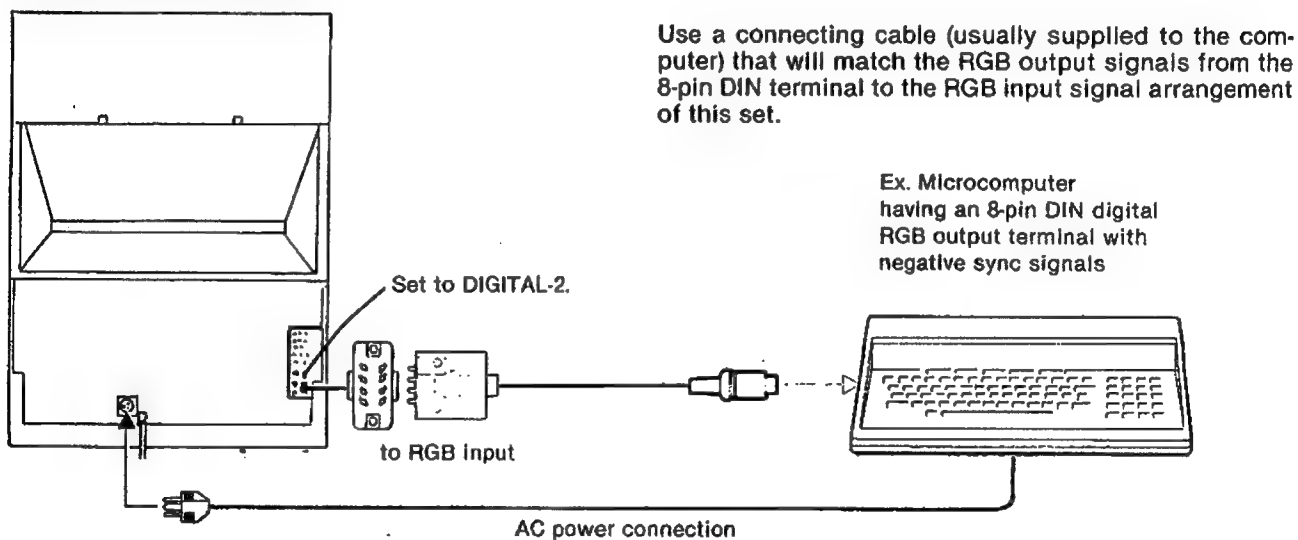 Use a connecting cable (usually supplied to the com-
puter) that will match the RGB output signals from the
8-pin DIN terminal to the RGB input signal arrangement
of this set.
Ex. Microcomputer
having an 8-pin DIN digital
RGB output terminal with
negative sync signals
Set to DIGITAL-2.
to RGB input
AC power connection